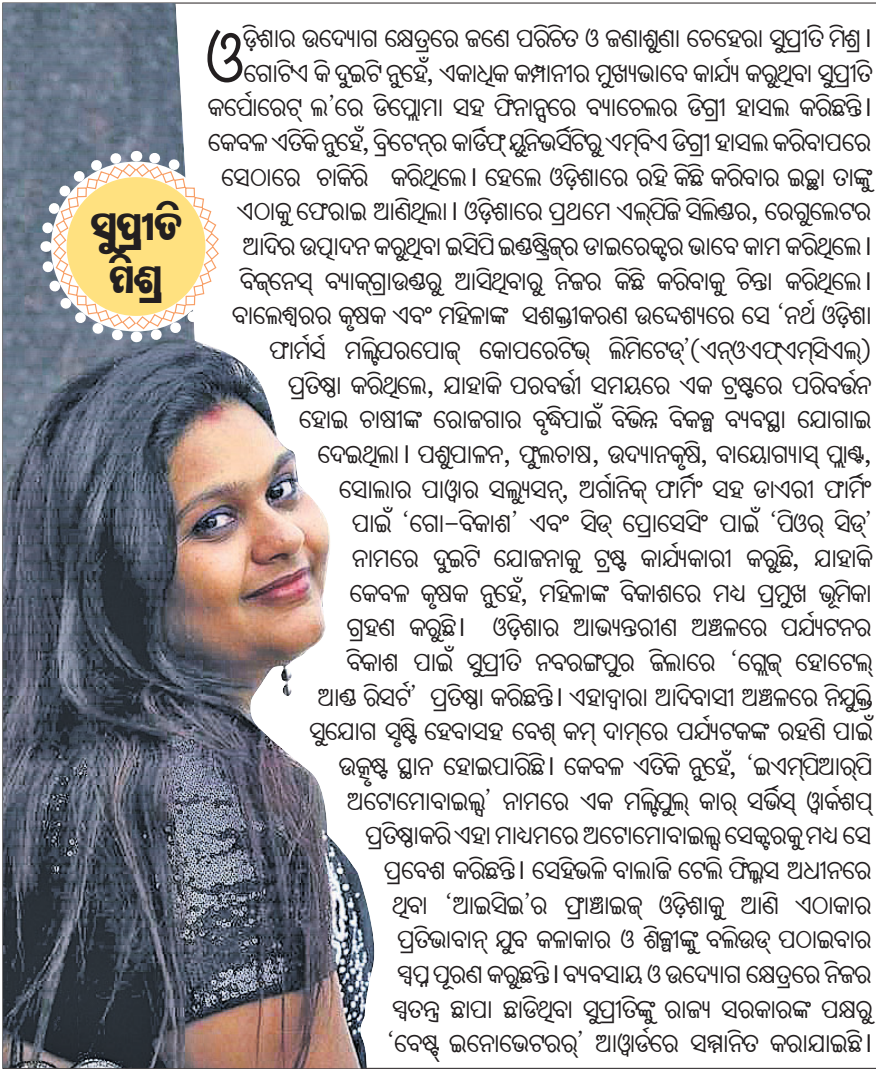 ସୁପ୍ରୀତି
ମିଶ୍ର
ଓଡ଼ିଶାର ଉଦ୍ୟୋଗ କ୍ଷେତ୍ରରେ ଜଣେ ପରିଚିତ ଓ ଜଣାଶୁଣା ଚେହେରା ସୁପ୍ରୀତି ମିଶ୍ର।
ଗୋଟିଏ କି ଦୁଇଟି ନୁହେଁ, ଏକାଧିକ କମ୍ପାନୀର ମୁଖ୍ୟଭାବେ କାର୍ଯ୍ୟ କରୁଥିବା ସୁପ୍ରୀତି
କର୍ପୋରେଟ୍ ଲ’ରେ ଡିପ୍ଲୋମା ସହ ଫିନାନ୍ସରେ ବ୍ୟାଚେଲର ଡିଗ୍ରୀ ହାସଲ କରିଛନ୍ତି।
କେବଳ ଏତିକି ନୁହେଁ, ବ୍ରିଟେନ୍‌ର କାର୍ଡିଫ୍ ୟୁନିଭର୍ସିଟିରୁ ଏମ୍‌ବିଏ ଡିଗ୍ରୀ ହାସଲ କରିବାପରେ
ସେଠାରେ ଚାକିରି କରିଥିଲେ। ହେଲେ ଓଡ଼ିଶାରେ ରହି କିଛି କରିବାର ଇଚ୍ଛା ତାଙ୍କୁ
ଏଠାକୁ ଫେରାଇ ଆଣିଥିଲା। ଓଡ଼ିଶାରେ ପ୍ରଥମେ ଏଲ୍‌ପିଜି ସିଲିଣ୍ଡର, ରେଗୁଲେଟର
ଆଦିର ଉତ୍ପାଦନ କରୁଥିବା ଇସିପି ଇଣ୍ଡଷ୍ଟ୍ରିଜ୍‌ର ଡାଇରେକ୍ଟର ଭାବେ କାମ କରିଥିଲେ।
ବିଜ୍‌ନେସ୍ ବ୍ୟାକ୍‌ଗ୍ରାଉଣ୍ଡରୁ ଆସିଥିବାରୁ ନିଜର କିଛି କରିବାକୁ ଚିନ୍ତା କରିଥିଲେ।
ବାଲେଶ୍ୱରର କୃଷକ ଏବଂ ମହିଳାଙ୍କ ସଶକ୍ତୀକରଣ ଉଦ୍ଦେଶ୍ୟରେ ସେ ‘ନର୍ଥ ଓଡ଼ିଶା
ଫାର୍ମର୍ସ ମଲ୍ଟିପରପୋଜ୍ କୋପରେଟିଭ୍ ଲିମିଟେଡ୍’(ଏନ୍‌ଓଏଫ୍‌ଏମ୍‌ସିଏଲ୍)
ପ୍ରତିଷ୍ଠା କରିଥିଲେ, ଯାହାକି ପରବର୍ତ୍ତୀ ସମୟରେ ଏକ ଟ୍ରଷ୍ଟରେ ପରିବର୍ତ୍ତନ
ହୋଇ ଚାଷୀଙ୍କ ରୋଜଗାର ବୃଦ୍ଧିପାଇଁ ବିଭିନ୍ନ ବିକଳ୍ପ ବ୍ୟବସ୍ଥା ଯୋଗାଇ
ଦେଇଥିଲା। ପଶୁପାଳନ, ଫୁଲଚାଷ, ଉଦ୍ୟାନକୃଷି, ବାୟୋଗ୍ୟାସ୍ ପ୍ଲାଣ୍ଟ,
ସୋଲାର ପାୱାର ସଲ୍ୟୁସନ୍, ଅର୍ଗାନିକ୍ ଫାର୍ମିଂ ସହ ଡାଏରୀ ଫାର୍ମିଂ
ପାଇଁ ‘ଗୋ-ବିକାଶ’ ଏବଂ ସିଡ୍ ପ୍ରୋସେସିଂ ପାଇଁ ‘ପିଓର୍ ସିଡ୍’
ନାମରେ ଦୁଇଟି ଯୋଜନାକୁ ଟ୍ରଷ୍ଟ କାର୍ଯ୍ୟକାରୀ କରୁଛି, ଯାହାକି
କେବଳ କୃଷକ ନୁହେଁ, ମହିଳାଙ୍କ ବିକାଶରେ ମଧ୍ୟ ପ୍ରମୁଖ ଭୂମିକା
ଗ୍ରହଣ କରୁଛି। ଓଡ଼ିଶାର ଆଭ୍ୟନ୍ତରୀଣ ଅଞ୍ଚଳରେ ପର୍ଯ୍ୟଟନର
ବିକାଶ ପାଇଁ ସୁପ୍ରୀତି ନବରଙ୍ଗପୁର ଜିଲାରେ ‘ଗ୍ଲେଜ୍ ହୋଟେଲ୍
ଆଣ୍ଡ ରିସର୍ଟ’ ପ୍ରତିଷ୍ଠା କରିଛନ୍ତି। ଏହାଦ୍ୱାରା ଆଦିବାସୀ ଅଞ୍ଚଳରେ ନିଯୁକ୍ତି
ସୁଯୋଗ ସୃଷ୍ଟି ହେବାସହ ବେଶ୍ କମ୍ ଦାମ୍‌ରେ ପର୍ଯ୍ୟଟକଙ୍କ ରହଣି ପାଇଁ
ଉତ୍କୃଷ୍ଟ ସ୍ଥାନ ହୋଇପାରିଛି। କେବଳ ଏତିକି ନୁହେଁ, ‘ଇଏମ୍‌ପିଆର୍‌ପି
ଅଟୋମୋବାଇଲ୍ସ’ ନାମରେ ଏକ ମଲ୍ଟିପୁଲ୍ କାର୍ ସର୍ଭିସ୍ ୱାର୍କଶପ୍
ପ୍ରତିଷ୍ଠାକରି ଏହା ମାଧ୍ୟମରେ ଅଟୋମୋବାଇଲ୍ସ ସେକ୍ଟରକୁ ମଧ୍ୟ ସେ
ପ୍ରବେଶ କରିଛନ୍ତି। ସେହିଭଳି ବାଲାଜି ଟେଲି ଫିଲ୍ମସ ଅଧୀନରେ
ଥିବା ‘ଆଇସିଇ’ର ଫ୍ରାଞ୍ଚାଇଜ୍ ଓଡ଼ିଶାକୁ ଆଣି ଏଠାକାର
ପ୍ରତିଭାବାନ୍ ଯୁବ କଳାକାର ଓ ଶିଳ୍ପୀଙ୍କୁ ବଲିଉଡ୍ ପଠାଇବାର
ସ୍ୱପ୍ନ ପୂରଣ କରୁଛନ୍ତି। ବ୍ୟବସାୟ ଓ ଉଦ୍ୟୋଗ କ୍ଷେତ୍ରରେ ନିଜର
ସ୍ୱତନ୍ତ୍ର ଛାପା ଛାଡିଥିବା ସୁପ୍ରୀତିଙ୍କୁ ରାଜ୍ୟ ସରକାରଙ୍କ ପକ୍ଷରୁ
‘ବେଷ୍ଟ ଇନୋଭେଟରର୍’ ଆୱାର୍ଡରେ ସମ୍ମାନିତ କରାଯାଇଛି।